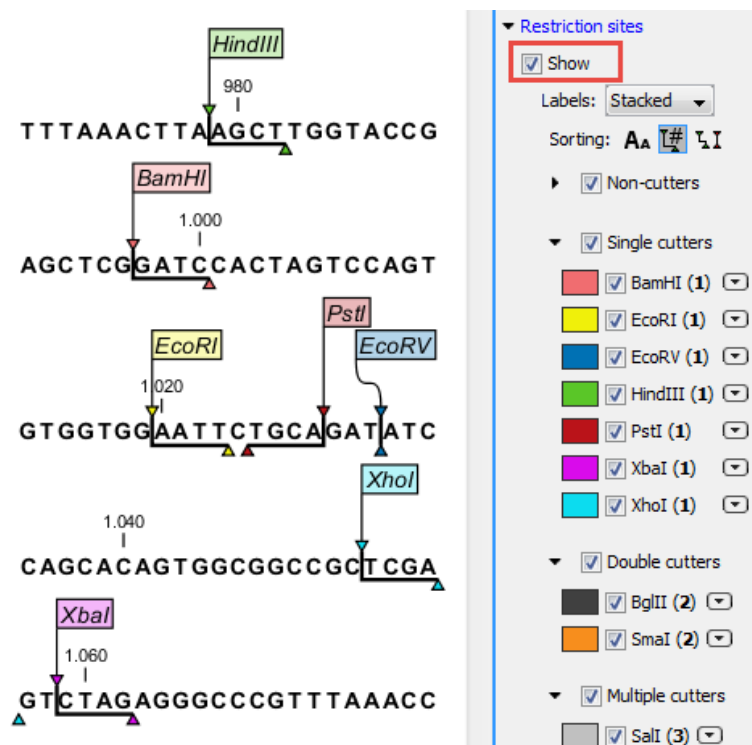 HindIII
980
TTTAAACTTAAGCTTGGTACCG
BamHI
1.000
AGCTCGGATCCACTAGTCCAGT
PstI
EcoRI EcoRV
1.020
GTGGTGGAATTCTGCAGATATC
XhoI
1.040
CAGCACAGTGGCGGCCGCTCGA
XbaI
1.060
GTCTAGAGGGCCCGTTTAAACC
Restriction sites
Show
Labels: Stacked
Sorting: AA #
Non-cutters
Single cutters
BamHI (1)
EcoRI (1)
EcoRV (1)
HindIII (1)
PstI (1)
XbaI (1)
XhoI (1)
Double cutters
BglII (2)
SmaI (2)
Multiple cutters
SalI (3)